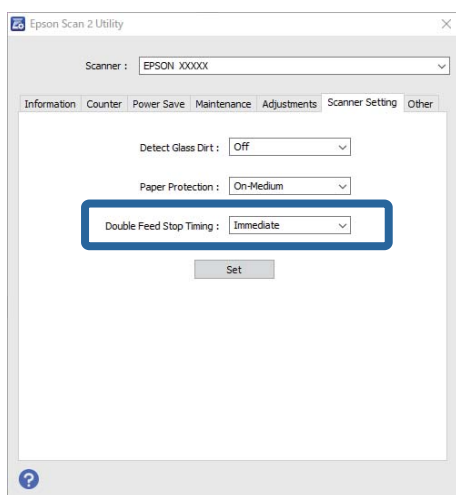 Epson Scan 2 Utility
Scanner : EPSON XXXXX
Information Counter Power Save Maintenance Adjustments Scanner Setting Other
Detect Glass Dirt : Off
Paper Protection : On-Medium
Double Feed Stop Timing : Immediate
Set
?